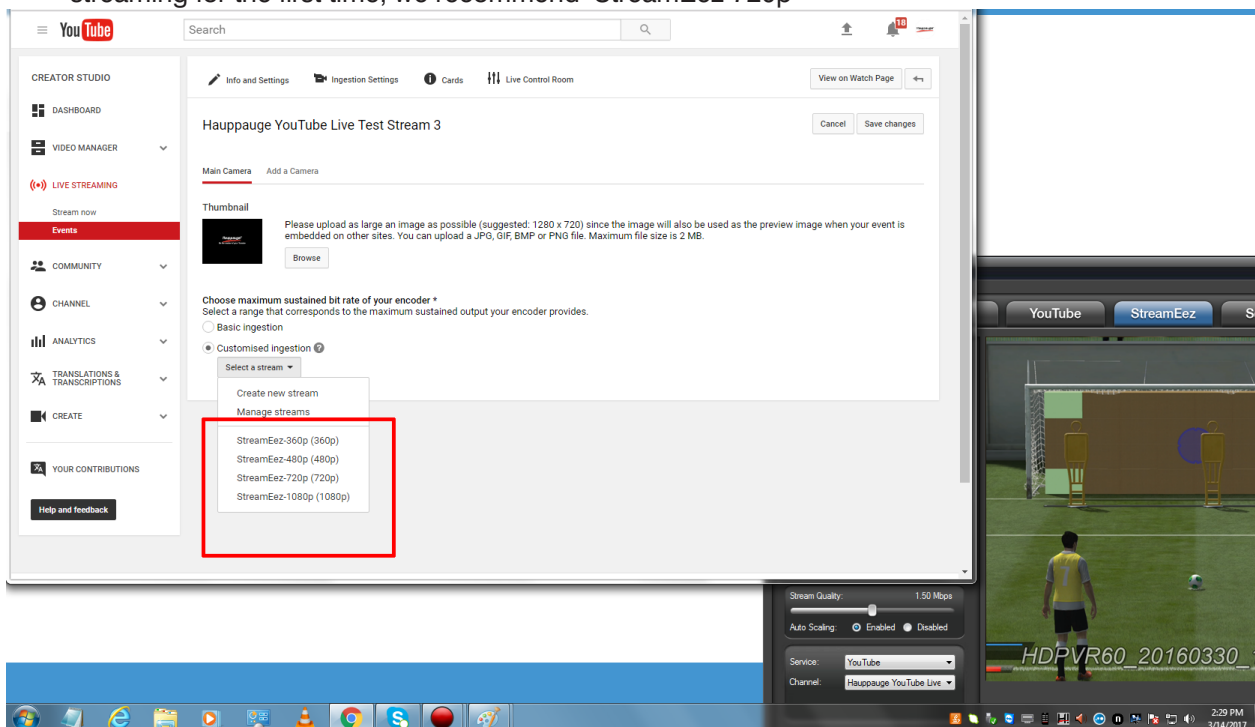 streaming for the first time, we recommend 'StreamEez-720p'
YouTube
Search
18
CREATOR STUDIO
DASHBOARD
VIDEO MANAGER
LIVE STREAMING
Stream now
Events
COMMUNITY
CHANNEL
ANALYTICS
TRANSLATIONS &
TRANSCRIPTIONS
CREATE
YOUR CONTRIBUTIONS
Help and feedback
Info and Settings
Ingestion Settings
Cards
Live Control Room
View on Watch Page
Hauppauge YouTube Live Test Stream 3
Cancel
Save changes
Main Camera
Add a Camera
Thumbnail
Please upload as large an image as possible (suggested: 1280 x 720) since the image will also be used as the preview image when your event is
embedded on other sites. You can upload a JPG, GIF, BMP or PNG file. Maximum file size is 2 MB.
Browse
Choose maximum sustained bit rate of your encoder *
Select a range that corresponds to the maximum sustained output your encoder provides.
Basic ingestion
Customised ingestion ?
Select a stream
Create new stream
Manage streams
StreamEez-360p (360p)
StreamEez-480p (480p)
StreamEez-720p (720p)
StreamEez-1080p (1080p)
YouTube
StreamEez
S
Stream Quality: 1.50 Mbps
Auto Scaling: Enabled Disabled
Service: YouTube
Channel: Hauppauge YouTube Live
HDPVR60_20160330_
2:29 PM
3/14/2017